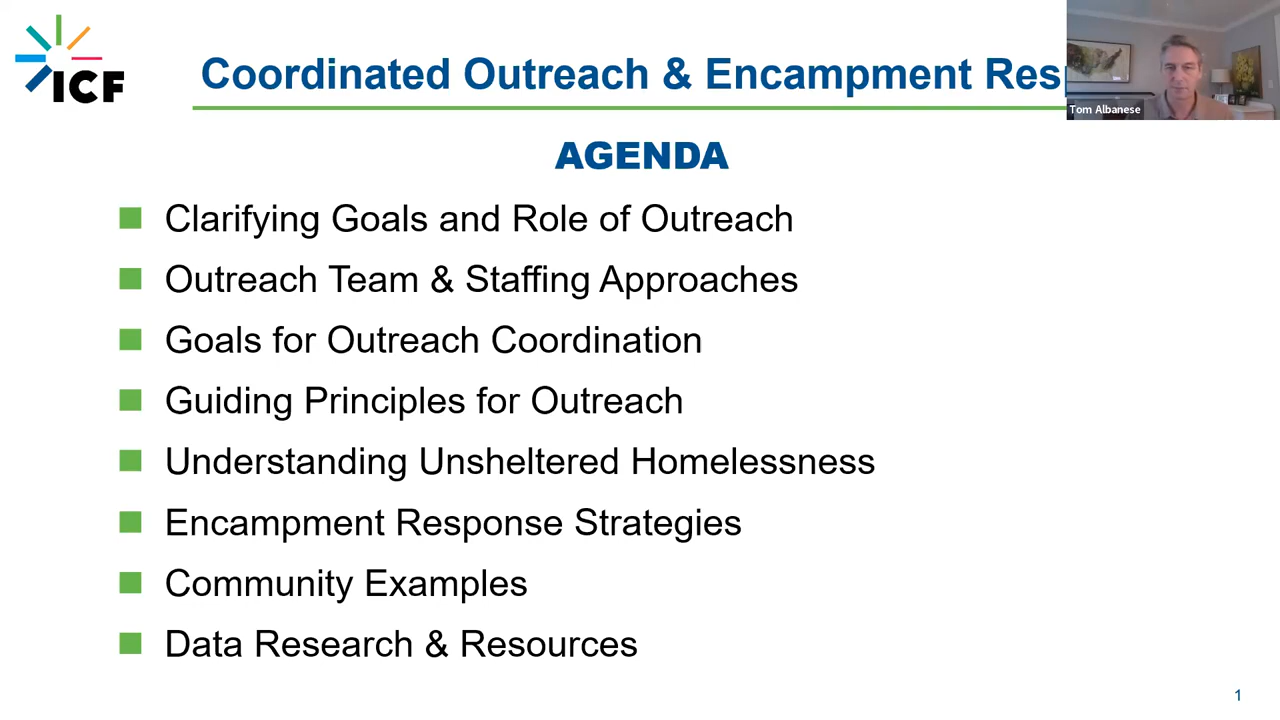 ICF
Coordinated Outreach & Encampment Res
Tom Albanese
AGENDA
Clarifying Goals and Role of Outreach
Outreach Team & Staffing Approaches
Goals for Outreach Coordination
Guiding Principles for Outreach
Understanding Unsheltered Homelessness
Encampment Response Strategies
Community Examples
Data Research & Resources
1